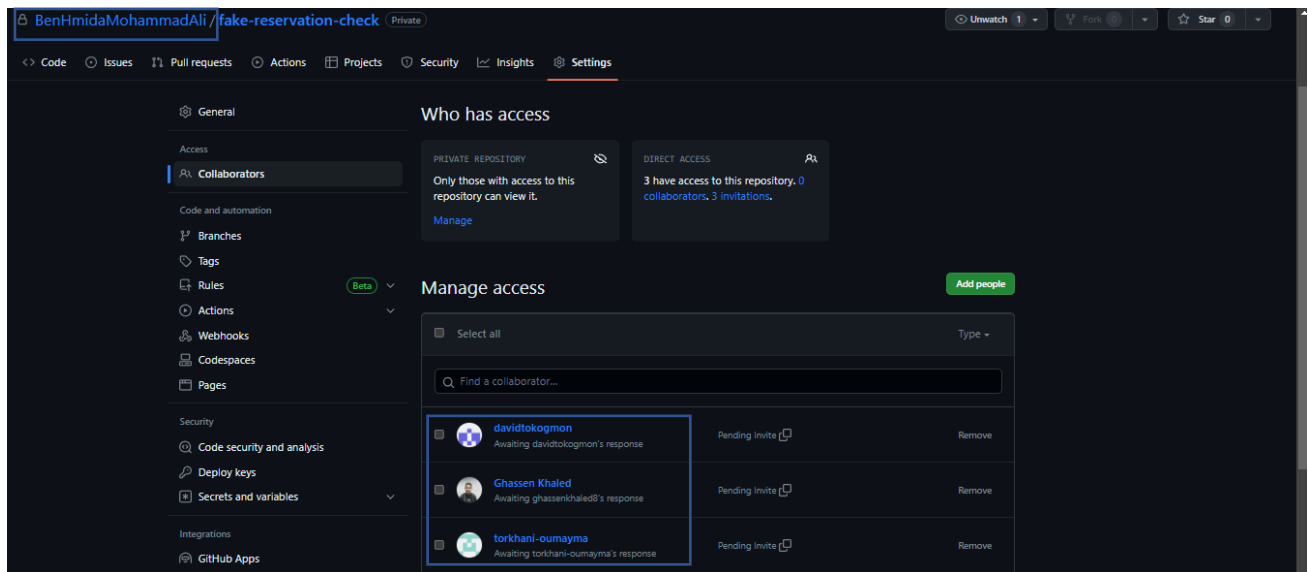 BenHmidaMohammadAli / fake-reservation-check Private
Unwatch 1 Fork 0 Star 0
Code Issues Pull requests Actions Projects Security Insights Settings
General
Access
Collaborators
Code and automation
Branches
Tags
Rules Beta
Actions
Webhooks
Codespaces
Pages
Security
Code security and analysis
Deploy keys
Secrets and variables
Integrations
GitHub Apps
Who has access
PRIVATE REPOSITORY
Only those with access to this
repository can view it.
Manage
DIRECT ACCESS
3 have access to this repository. 0
collaborators. 3 invitations.
Manage access
Add people
Select all Type
Find a collaborator...
davidtokogmon
Awaiting davidtokogmon's response
Pending Invite Remove
Ghassen Khaled
Awaiting ghassenkhaled8's response
Pending Invite Remove
torkhani-oumayma
Awaiting torkhani-oumayma's response
Pending Invite Remove